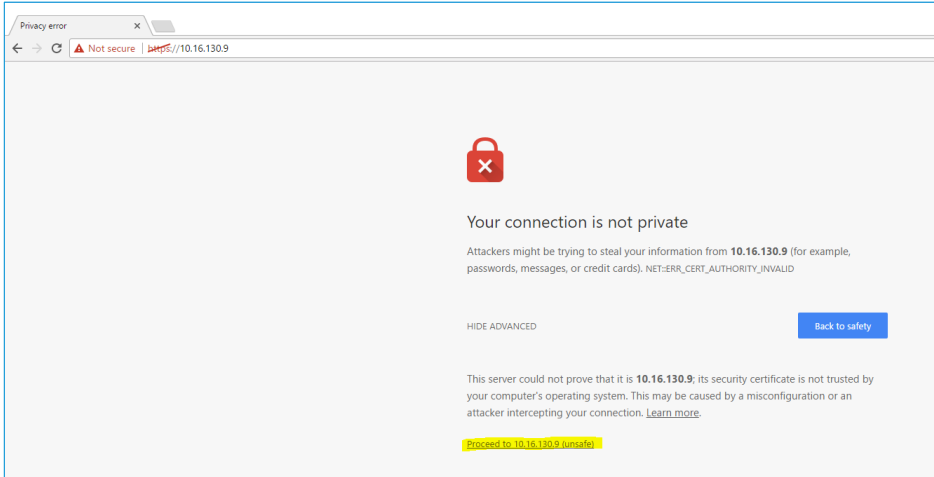 Privacy error
Not secure | https://10.16.130.9
Your connection is not private
Attackers might be trying to steal your information from 10.16.130.9 (for example,
passwords, messages, or credit cards). NET::ERR_CERT_AUTHORITY_INVALID
HIDE ADVANCED
Back to safety
This server could not prove that it is 10.16.130.9; its security certificate is not trusted by
your computer's operating system. This may be caused by a misconfiguration or an
attacker intercepting your connection. Learn more.
Proceed to 10.16.130.9 (unsafe)